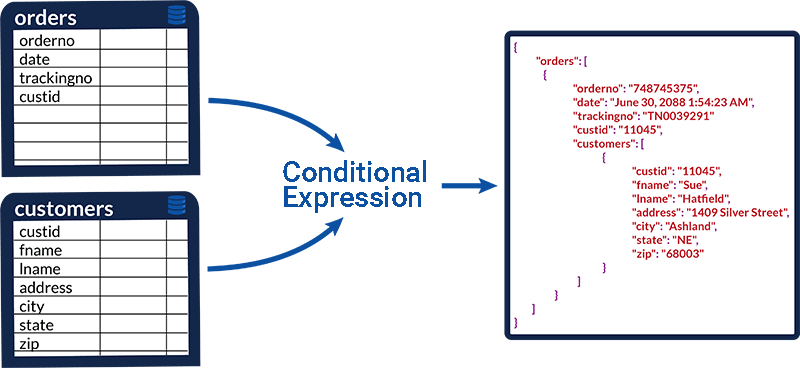 orders
orderno
date
trackingno
custid
customers
custid
fname
lname
address
city
state
zip
Conditional
Expression
{
"orders": [
{
"orderno": "748745375",
"date": "June 30, 2088 1:54:23 AM",
"trackingno": "TN0039291"
"custid": "11045",
"customers": [
{
"custid": "11045",
"fname": "Sue",
"lname": "Hatfield",
"address": "1409 Silver Street",
"city": "Ashland",
"state": "NE",
"zip": "68003"
}
]
}
]
}